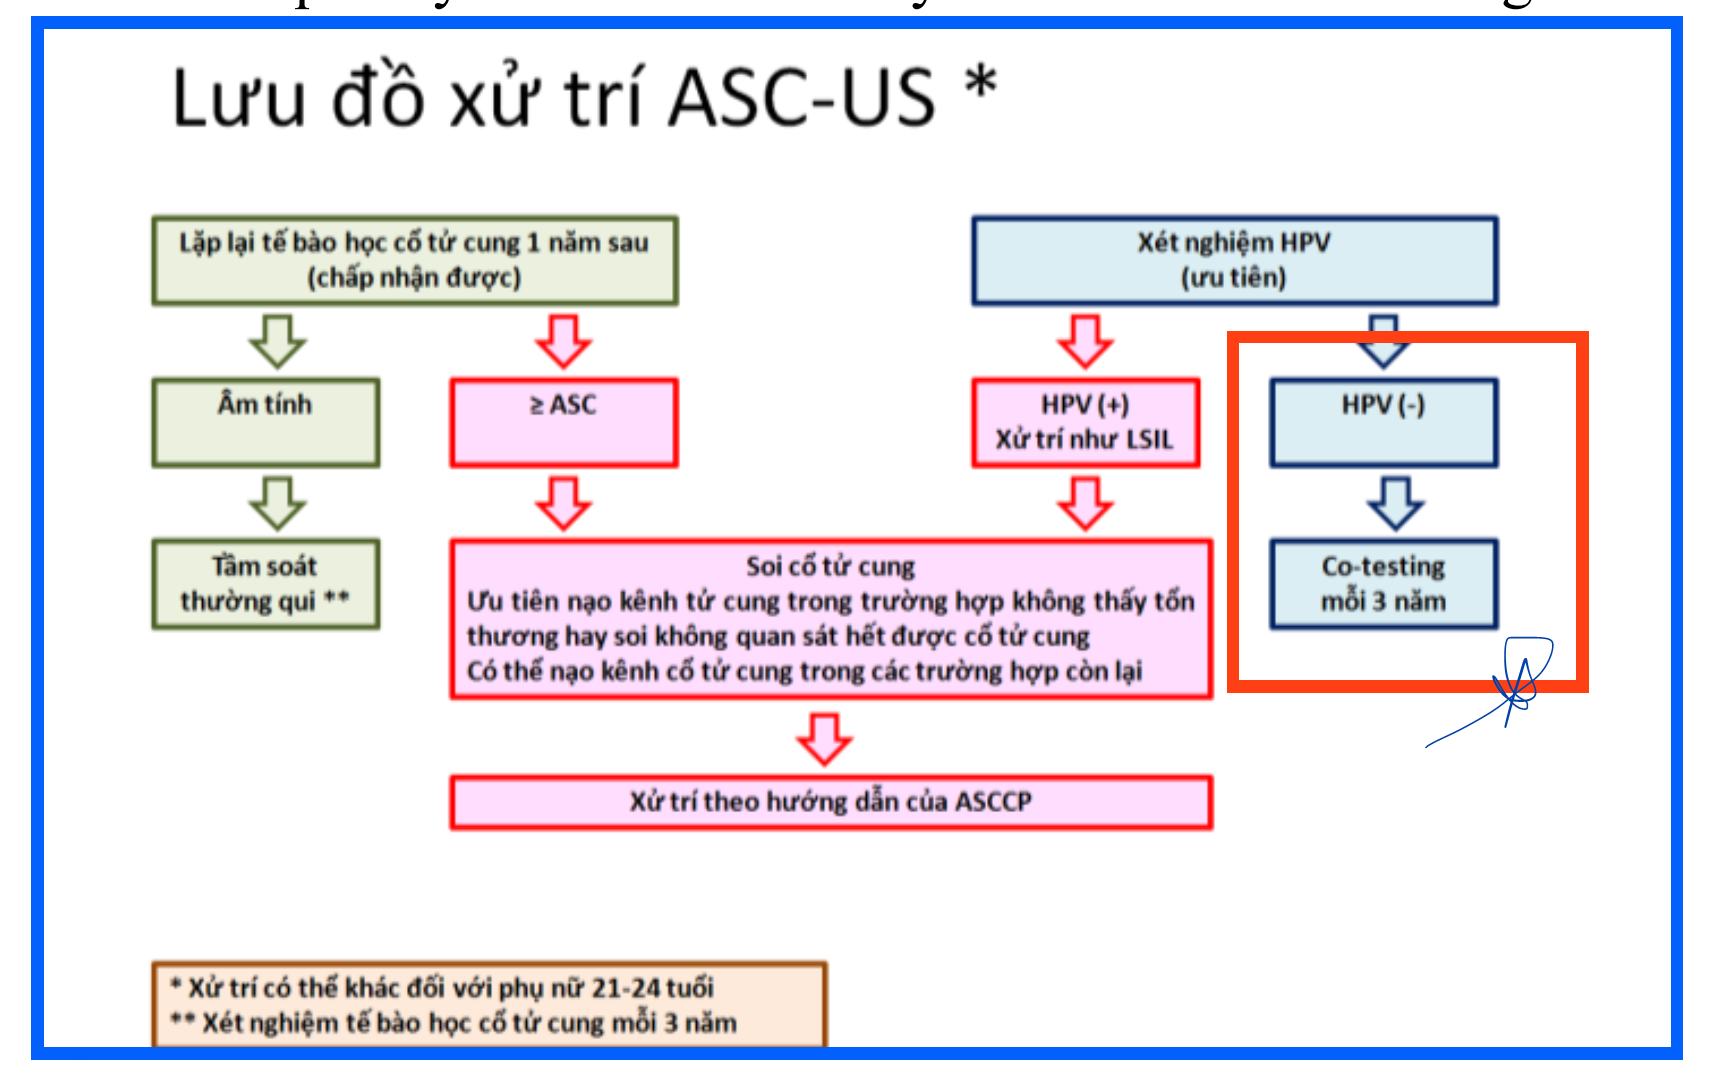 Lưu đồ xử trí ASC-US *
Lặp lại tế bào học cổ tử cung 1 năm sau
(chấp nhận được)
Xét nghiệm HPV
(ưu tiên)
Âm tính
≥ ASC
HPV (+)
Xử trí như LSIL
HPV (-)
Tầm soát
thường qui **
Soi cổ tử cung
Ưu tiên nạo kênh tử cung trong trường hợp không thấy tổn
thương hay soi không quan sát hết được cổ tử cung
Có thể nạo kênh cổ tử cung trong các trường hợp còn lại
Co-testing
mỗi 3 năm
Xử trí theo hướng dẫn của ASCCP
* Xử trí có thể khác đối với phụ nữ 21-24 tuổi
** Xét nghiệm tế bào học cổ tử cung mỗi 3 năm